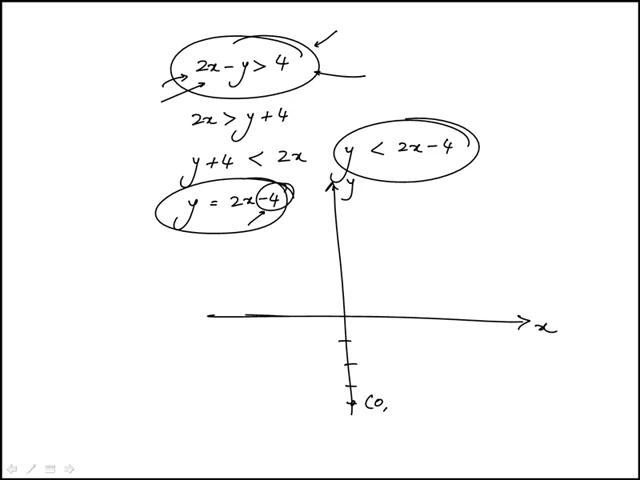 2x - y > 4
2x > y + 4
y + 4 < 2x
y < 2x - 4
y = 2x - 4
y
x
(0,